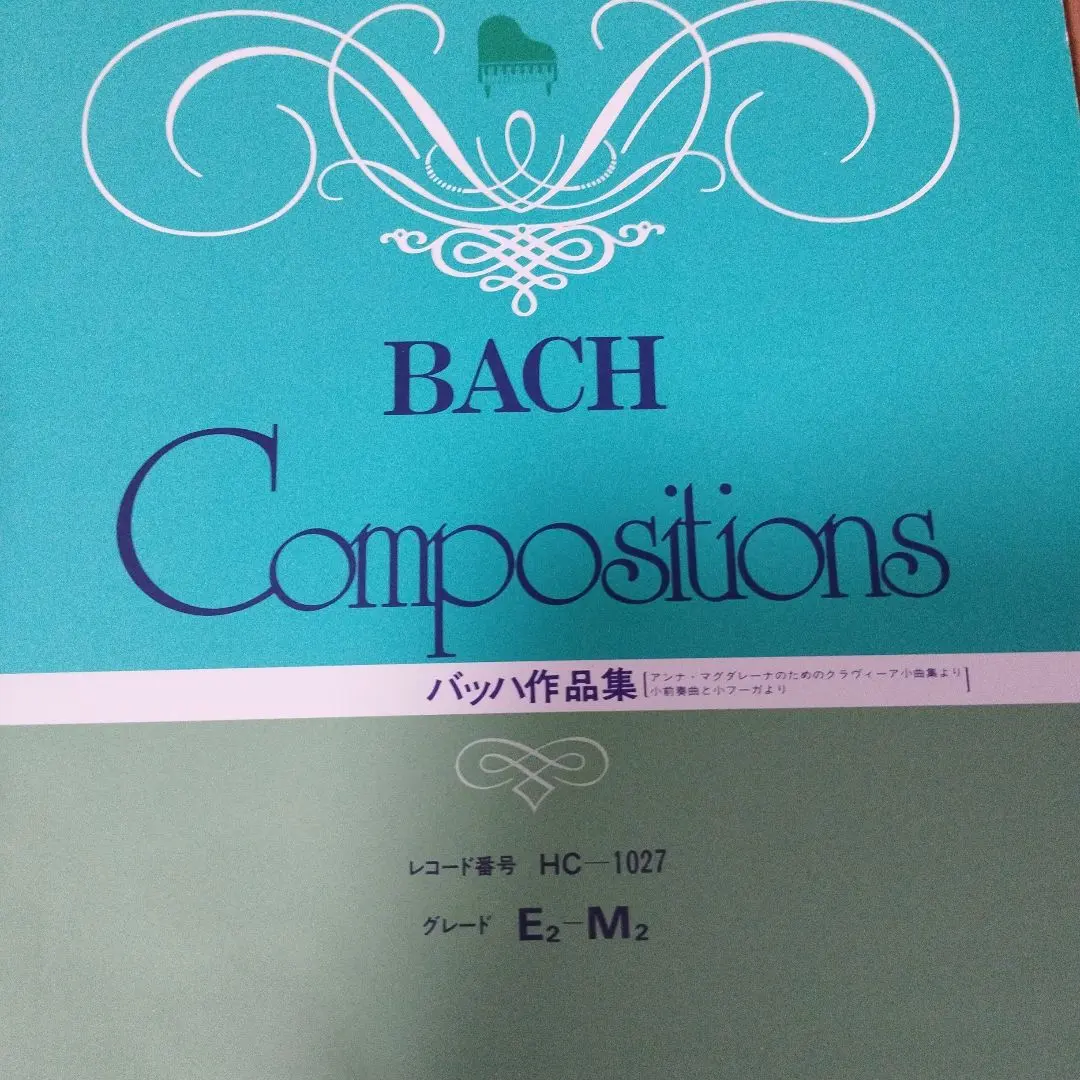 BACH
Compositions
バッハ作品集[アンナ・マグダレーナのためのクラヴィーア小曲集より
小前奏曲と小フーガより]
レコード番号 HC—1027
グレード E₂—M₂